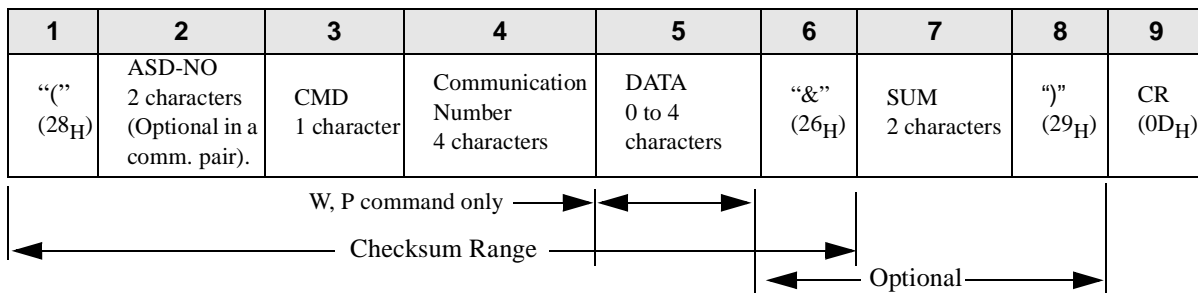 1 2 3 4 5 6 7 8 9
“(”
(28H)
ASD-NO
2 characters
(Optional in a
comm. pair).
CMD
1 character
Communication
Number
4 characters
DATA
0 to 4
characters
“&”
(26H)
SUM
2 characters
“)”
(29H)
CR
(0DH)
W, P command only
Checksum Range
Optional